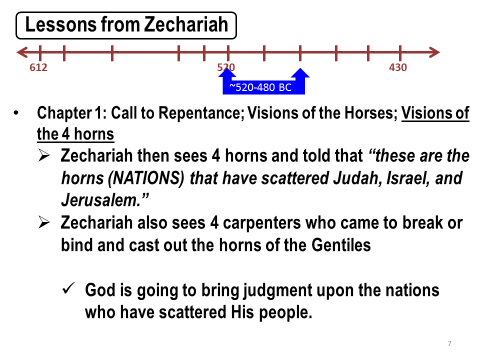 Lessons from Zechariah
612 520 430
~520-480 BC
• Chapter 1: Call to Repentance; Visions of the Horses; Visions of
the 4 horns
➢ Zechariah then sees 4 horns and told that “these are the
horns (NATIONS) that have scattered Judah, Israel, and
Jerusalem.”
➢ Zechariah also sees 4 carpenters who came to break or
bind and cast out the horns of the Gentiles
✓ God is going to bring judgment upon the nations
who have scattered His people.
7